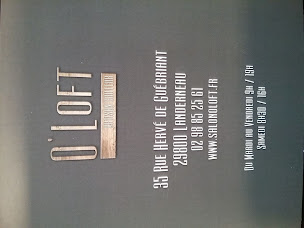 O'LOFT
35 RUE HERVÉ DE GUÉBRIANT
29800 LANDERNEAU
02 98 85 25 61
WWW.SALONOLOFT.FR
DU MARDI AU VENDREDI 9H / 19H
SAMEDI 8H30 / 16H